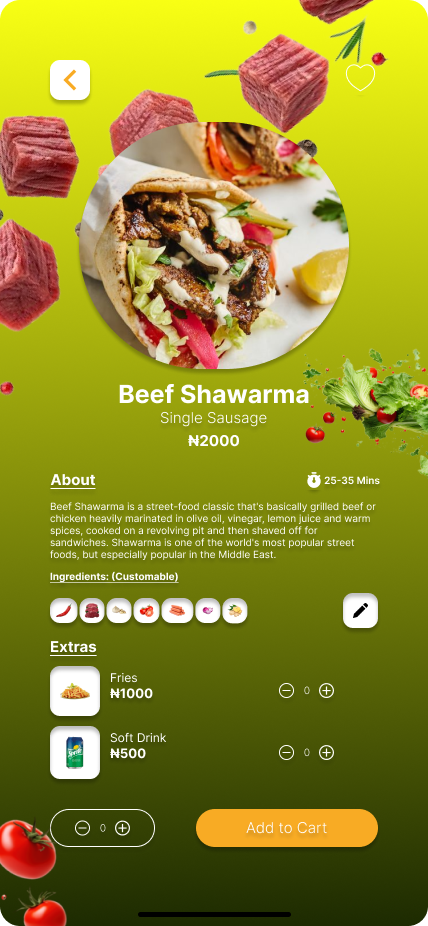 Beef Shawarma
Single Sausage
₦2000
About
25-35 Mins
Beef Shawarma is a street-food classic that's basically grilled beef or
chicken heavily marinated in olive oil, vinegar, lemon juice and warm
spices, cooked on a revolving pit and then shaved off for
sandwiches. Shawarma is one of the world's most popular street
foods, but especially popular in the Middle East.
Ingredients: (Customable)
Extras
Fries
₦1000
0
Soft Drink
₦500
0
Sprite
0
Add to Cart